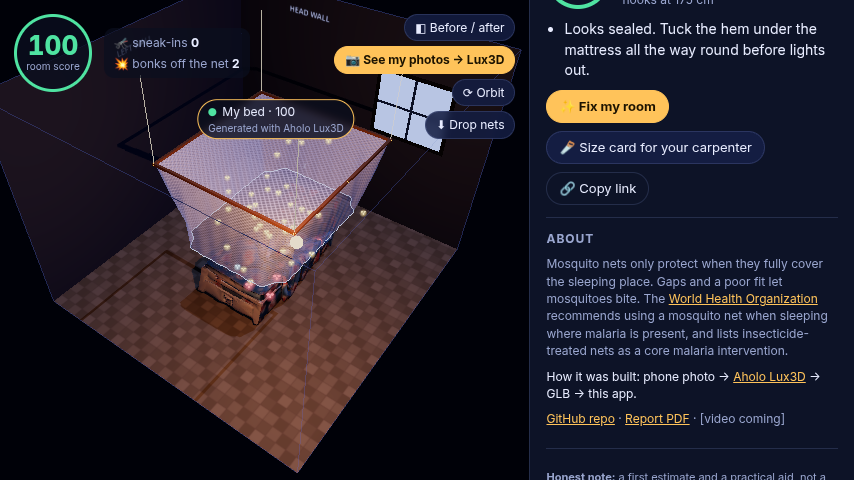 HEAD WALL
100
room score
sneak-ins 0
bonks off the net 2
Before / after
See my photos → Lux3D
Orbit
Drop nets
My bed · 100
Generated with Aholo Lux3D
hooks at 175 cm
Looks sealed. Tuck the hem under the
mattress all the way round before lights
out.
Fix my room
Size card for your carpenter
Copy link
ABOUT
Mosquito nets only protect when they fully cover
the sleeping place. Gaps and a poor fit let
mosquitoes bite. The World Health Organization
recommends using a mosquito net when sleeping
where malaria is present, and lists insecticide-
treated nets as a core malaria intervention.
How it was built: phone photo → Aholo Lux3D →
GLB → this app.
GitHub repo · Report PDF · [video coming]
Honest note: a first estimate and a practical aid, not a